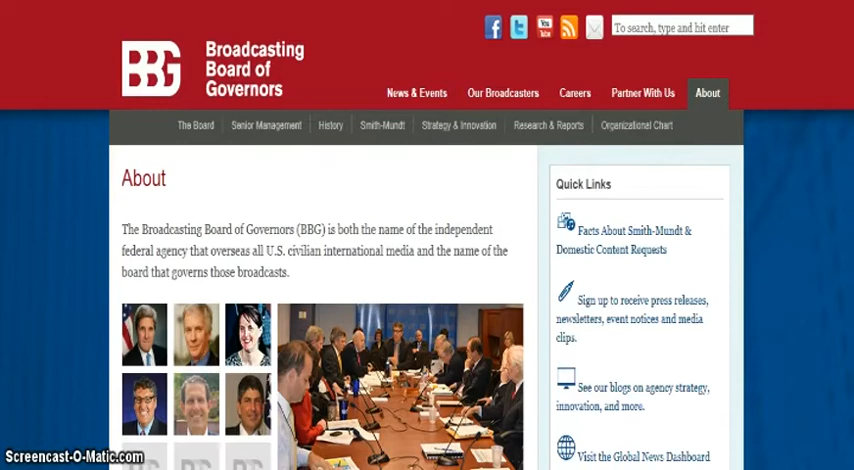 To search, type and hit enter
BBG
Broadcasting
Board of
Governors
News & Events
Our Broadcasters
Careers
Partner With Us
About
The Board
Senior Management
History
Smith-Mundt
Strategy & Innovation
Research & Reports
Organizational Chart
About
The Broadcasting Board of Governors (BBG) is both the name of the independent
federal agency that overseas all U.S. civilian international media and the name of the
board that governs those broadcasts.
Quick Links
Facts About Smith-Mundt &
Domestic Content Requests
Sign up to receive press releases,
newsletters, event notices and media
clips.
See our blogs on agency strategy,
innovation, and more.
Visit the Global News Dashboard
You
Tube
Screencast-O-Matic.com